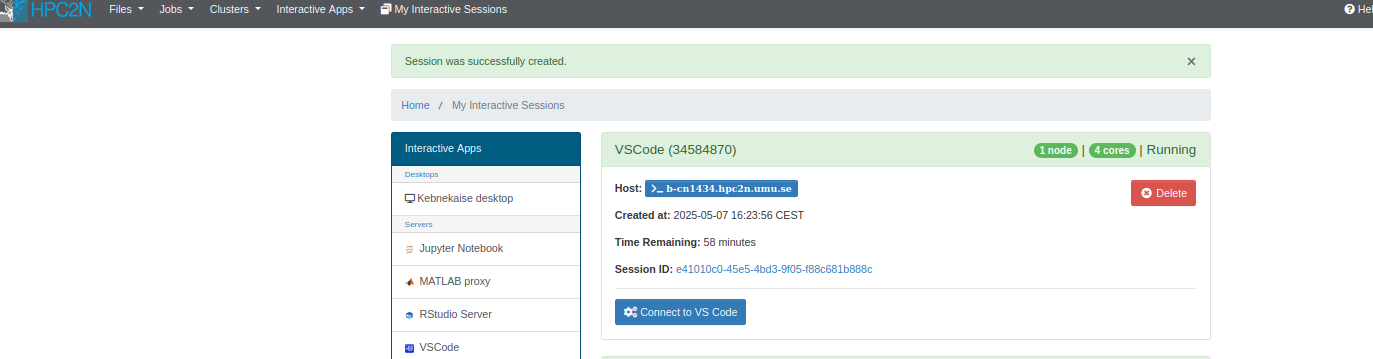 HPC2N Files Jobs Clusters Interactive Apps My Interactive Sessions
Session was successfully created. ×
Home / My Interactive Sessions
Interactive Apps
Desktops
Kebnekaise desktop
Servers
Jupyter Notebook
MATLAB proxy
RStudio Server
VSCode
VSCode (34584870) 1 node | 4 cores | Running
Host: >_ b-cn1434.hpc2n.umu.se
Delete
Created at: 2025-05-07 16:23:56 CEST
Time Remaining: 58 minutes
Session ID: e41010c0-45e5-4bd3-9f05-f88c681b888c
Connect to VS Code